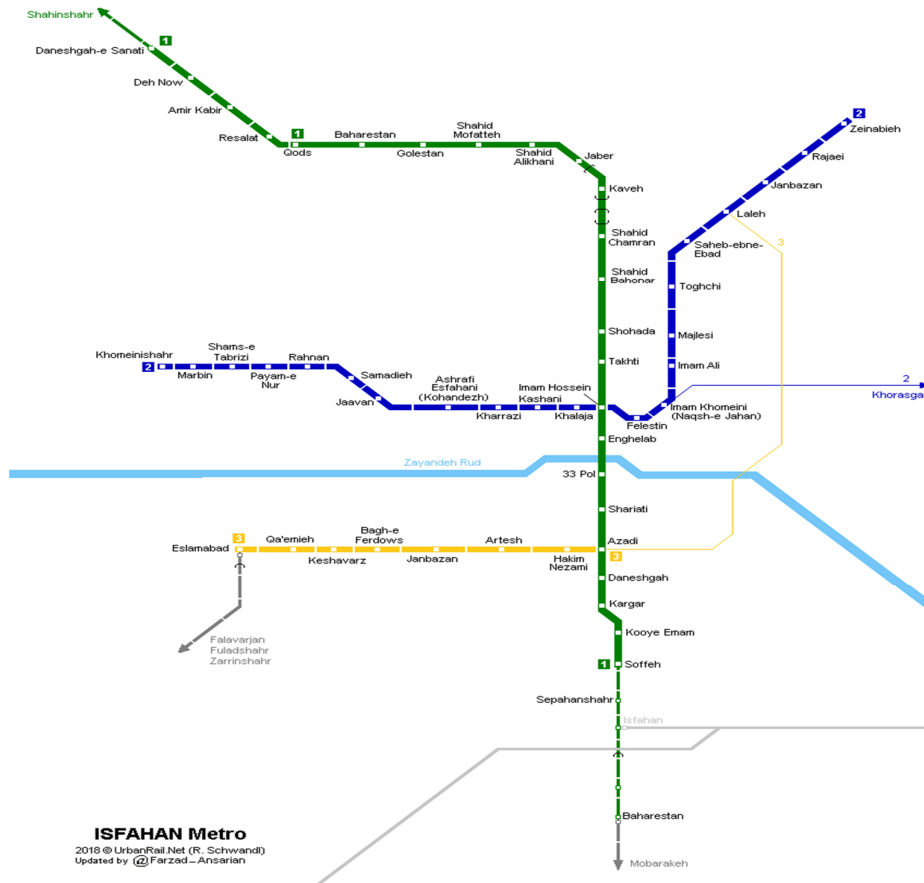 Shahinshahr
1
Daneshgah-e Sanati
Deh Now
Amir Kabir
Resalat
1
Qods
Baharestan
Golestan
Shahid
Mofatteh
Shahid
Alikhani
Jaber
Kaveh
Shahid
Chamran
Shahid
Bahonar
Shohada
Takhti
2
Zeinabieh
Rajaei
Janbazan
Laleh
3
Saheb-ebne-
Ebad
Toghchi
Majlesi
Imam Ali
2
Khorasga
Imam Khomeini
(Naqsh-e Jahan)
Felestin
Khomeinishahr
2
Marbin
Shams-e
Tabrizi
Payam-e
Nur
Rahnan
Samadieh
Jaavan
Ashrafi
Esfahani
(Kohandezh)
Kharrazi
Imam Hossein
Kashani
Khalaja
Enghelab
Zayandeh Rud
33 Pol
Shariati
3
Eslamabad
Qa'emieh
Keshavarz
Bagh-e
Ferdows
Janbazan
Artesh
Hakim
Nezami
Azadi
3
Daneshgah
Kargar
Kooye Emam
1
Soffeh
Falavarjan
Fuladshahr
Zarrinshahr
Sepahanshahr
Isfahan
Baharestan
Mobarakeh
ISFAHAN Metro
2018 © UrbanRail.Net (R. Schwandl)
Updated by @Farzad-Ansarian